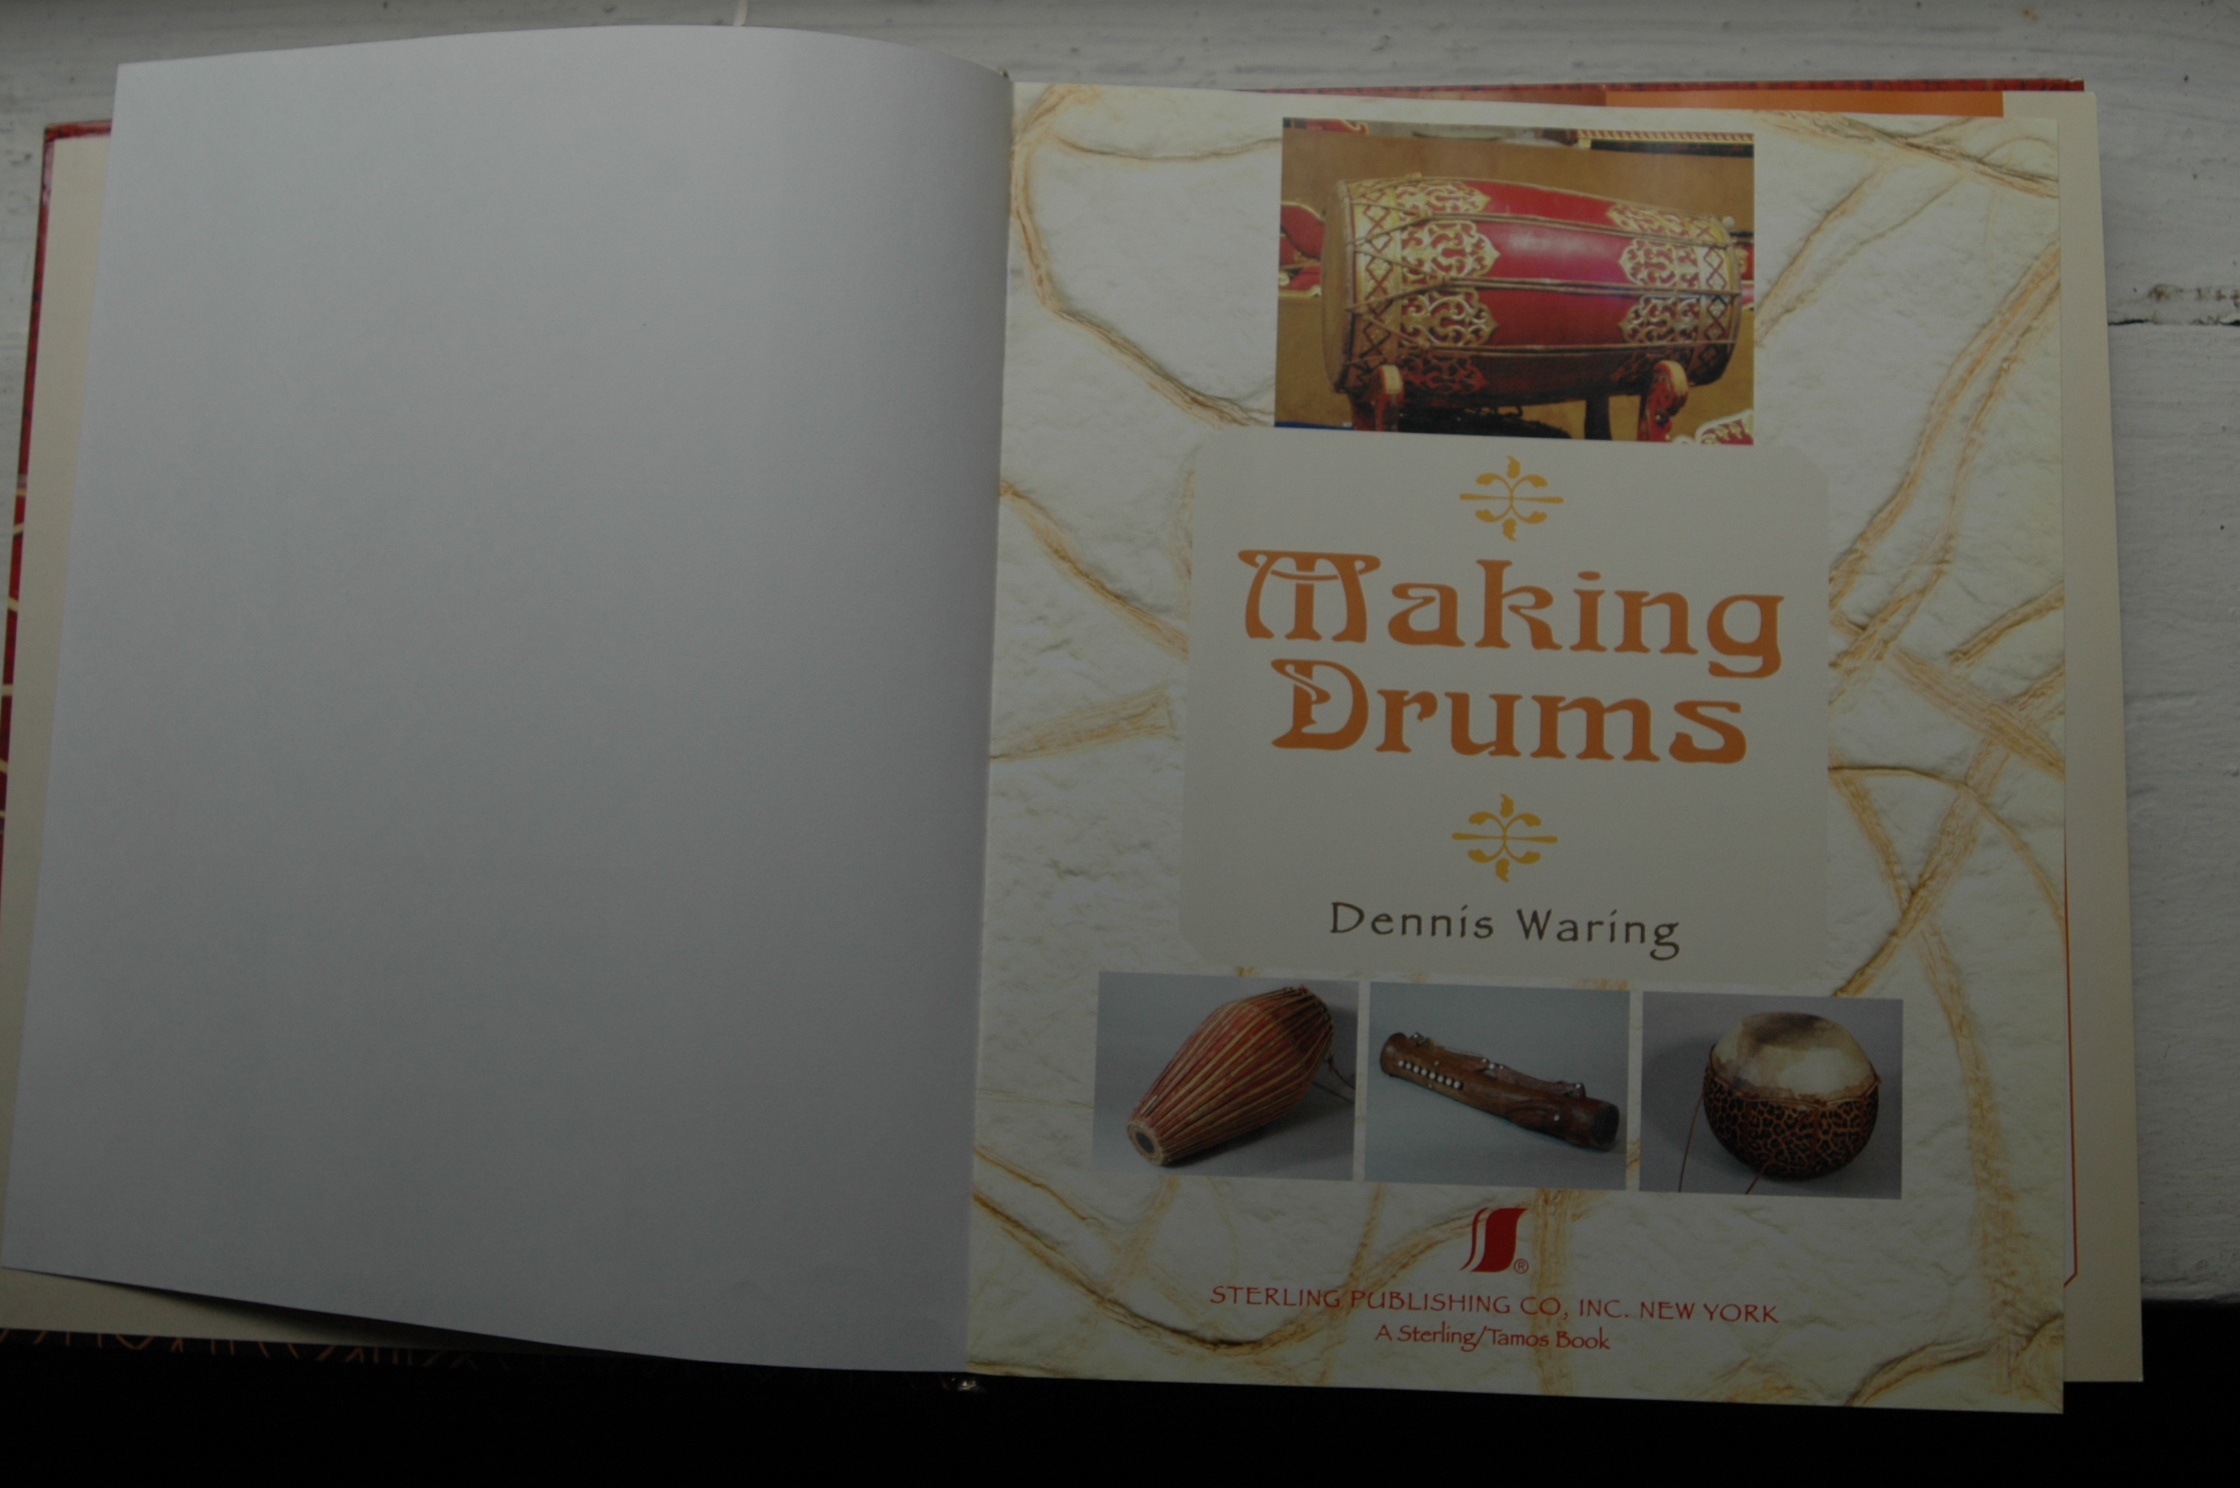 Making
Drums
Dennis Waring
®
STERLING PUBLISHING CO, INC. NEW YORK
A Sterling/Tamos Book